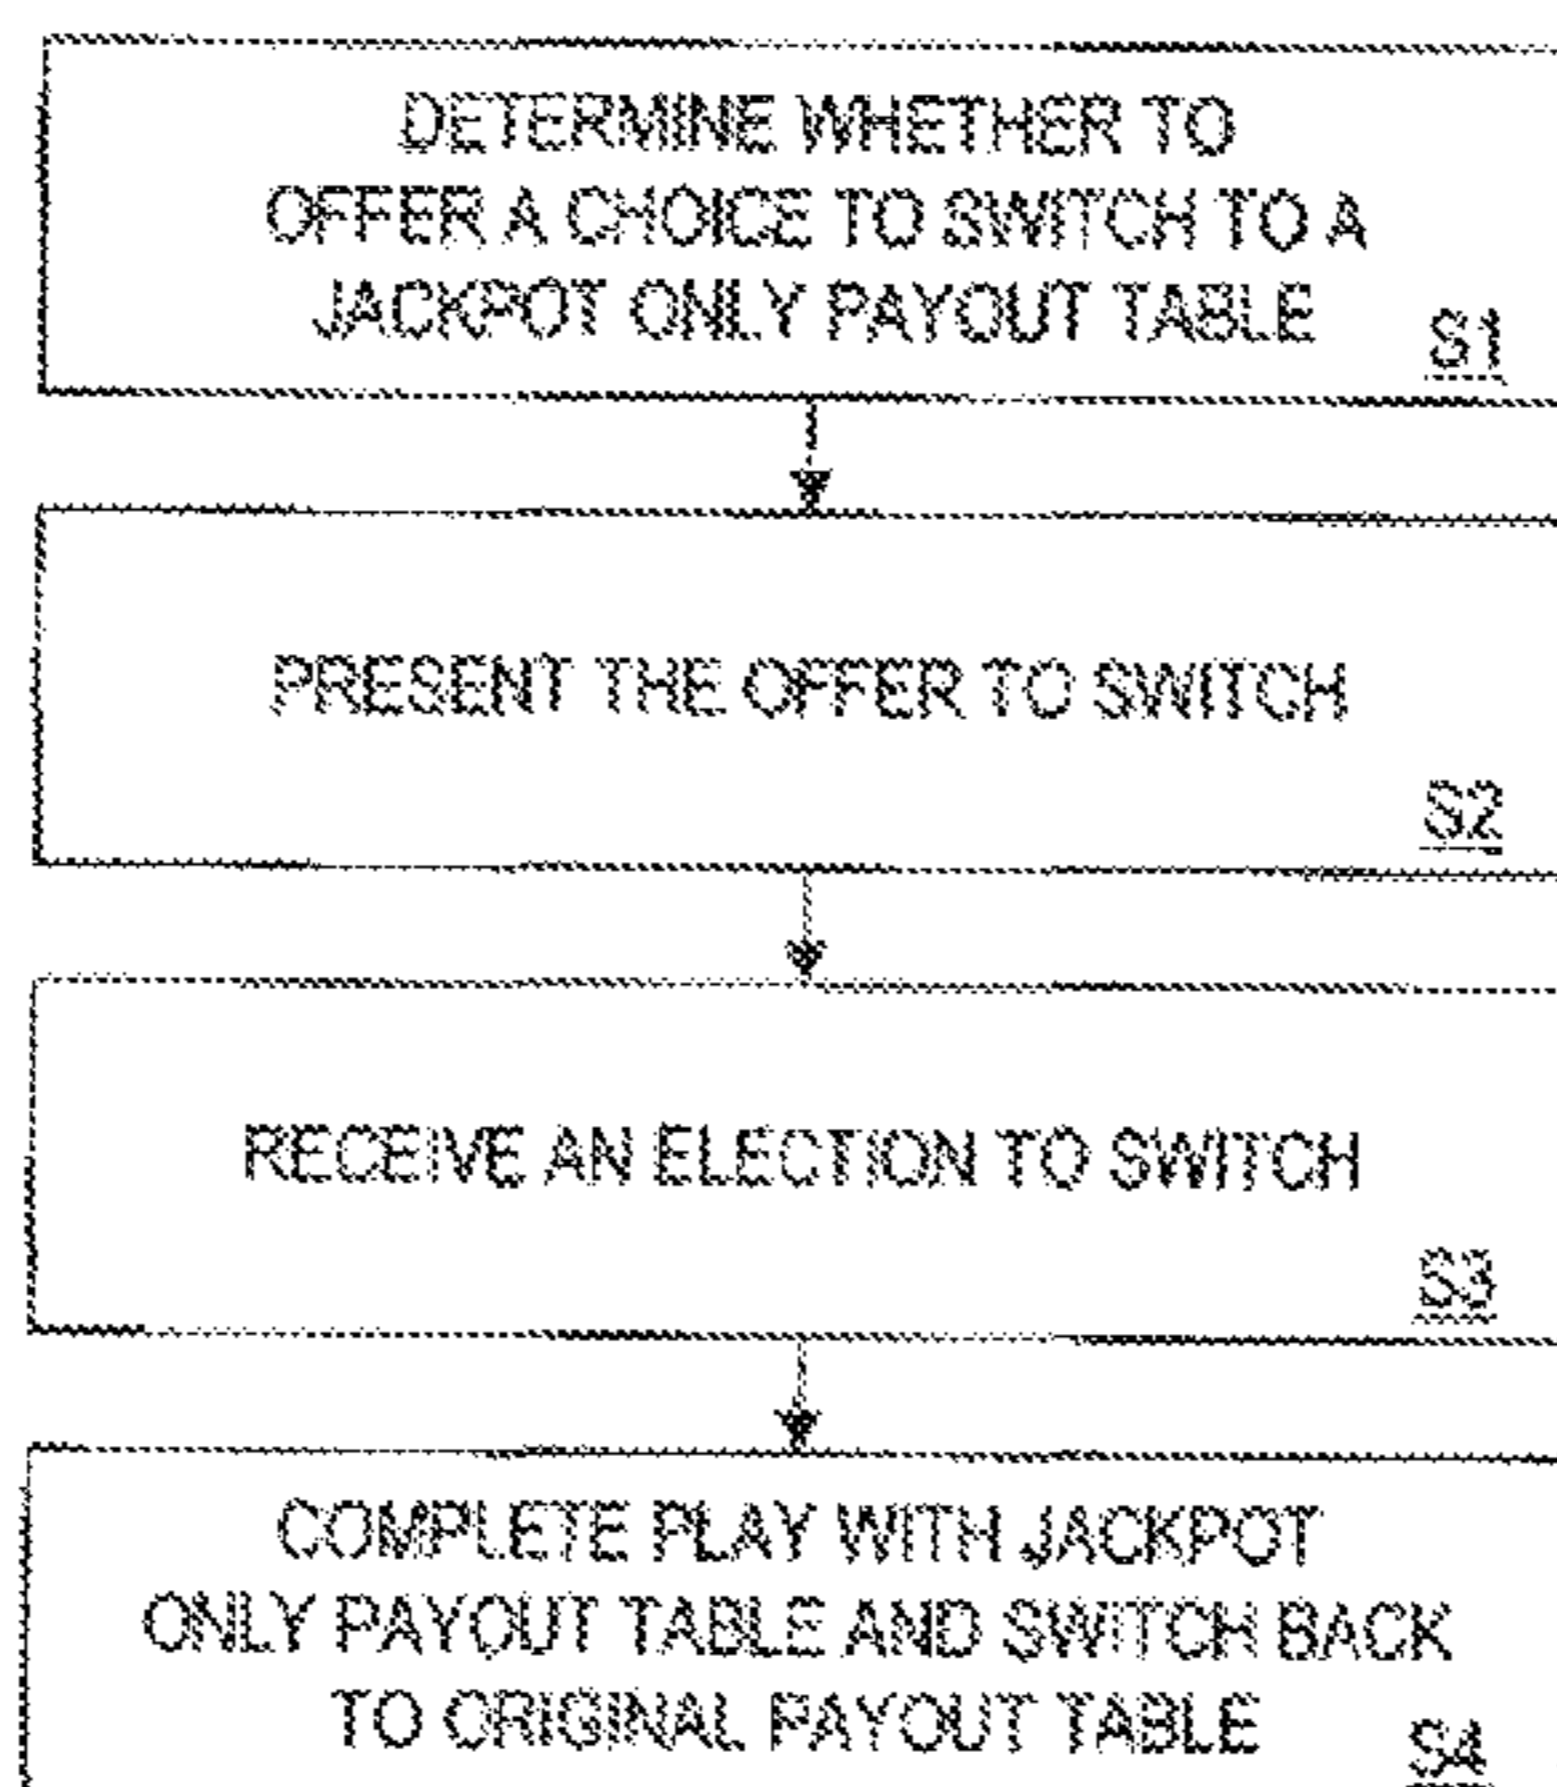 DETERMINE WHETHER TO
OFFER A CHOICE TO SWITCH TO A
JACKPOT ONLY PAYOUT TABLE
S1
PRESENT THE OFFER TO SWITCH
S2
RECEIVE AN ELECTION TO SWITCH
S3
COMPLETE PLAY WITH JACKPOT
ONLY PAYOUT TABLE AND SWITCH BACK
TO ORIGINAL PAYOUT TABLE
S4